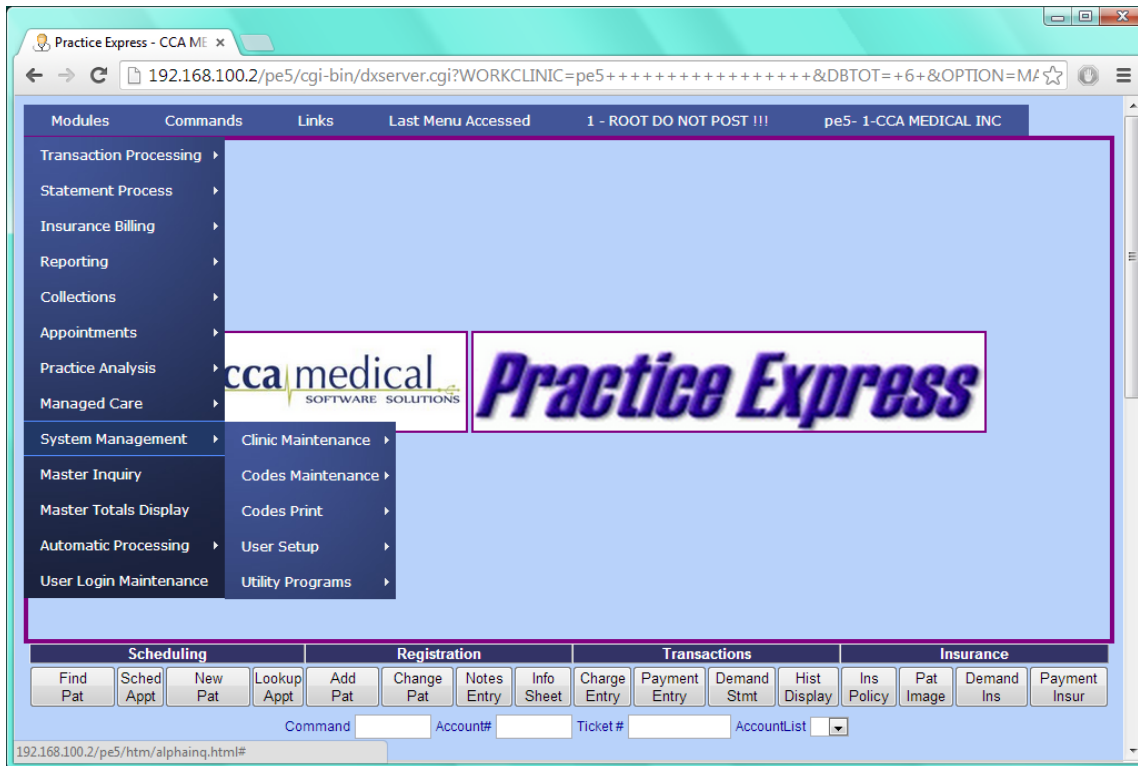 Practice Express - CCA ME
192.168.100.2/pe5/cgi-bin/dxserver.cgi?WORKCLINIC=pe5+++++++++++++++++&DBTOT=+6+&OPTION=MA
Modules Commands Links Last Menu Accessed 1 - ROOT DO NOT POST !!! pe5- 1-CCA MEDICAL INC
Transaction Processing
Statement Process
Insurance Billing
Reporting
Collections
Appointments
Practice Analysis
Managed Care
System Management
Master Inquiry
Master Totals Display
Automatic Processing
User Login Maintenance
Clinic Maintenance
Codes Maintenance
Codes Print
User Setup
Utility Programs
cca medical
SOFTWARE SOLUTIONS
Practice Express
Scheduling Registration Transactions Insurance
Find Pat
Sched Appt
New Pat
Lookup Appt
Add Pat
Change Pat
Notes Entry
Info Sheet
Charge Entry
Payment Entry
Demand Stmt
Hist Display
Ins Policy
Pat Image
Demand Ins
Payment Insur
Command Account# Ticket # AccountList
192.168.100.2/pe5/htm/alphainq.html#